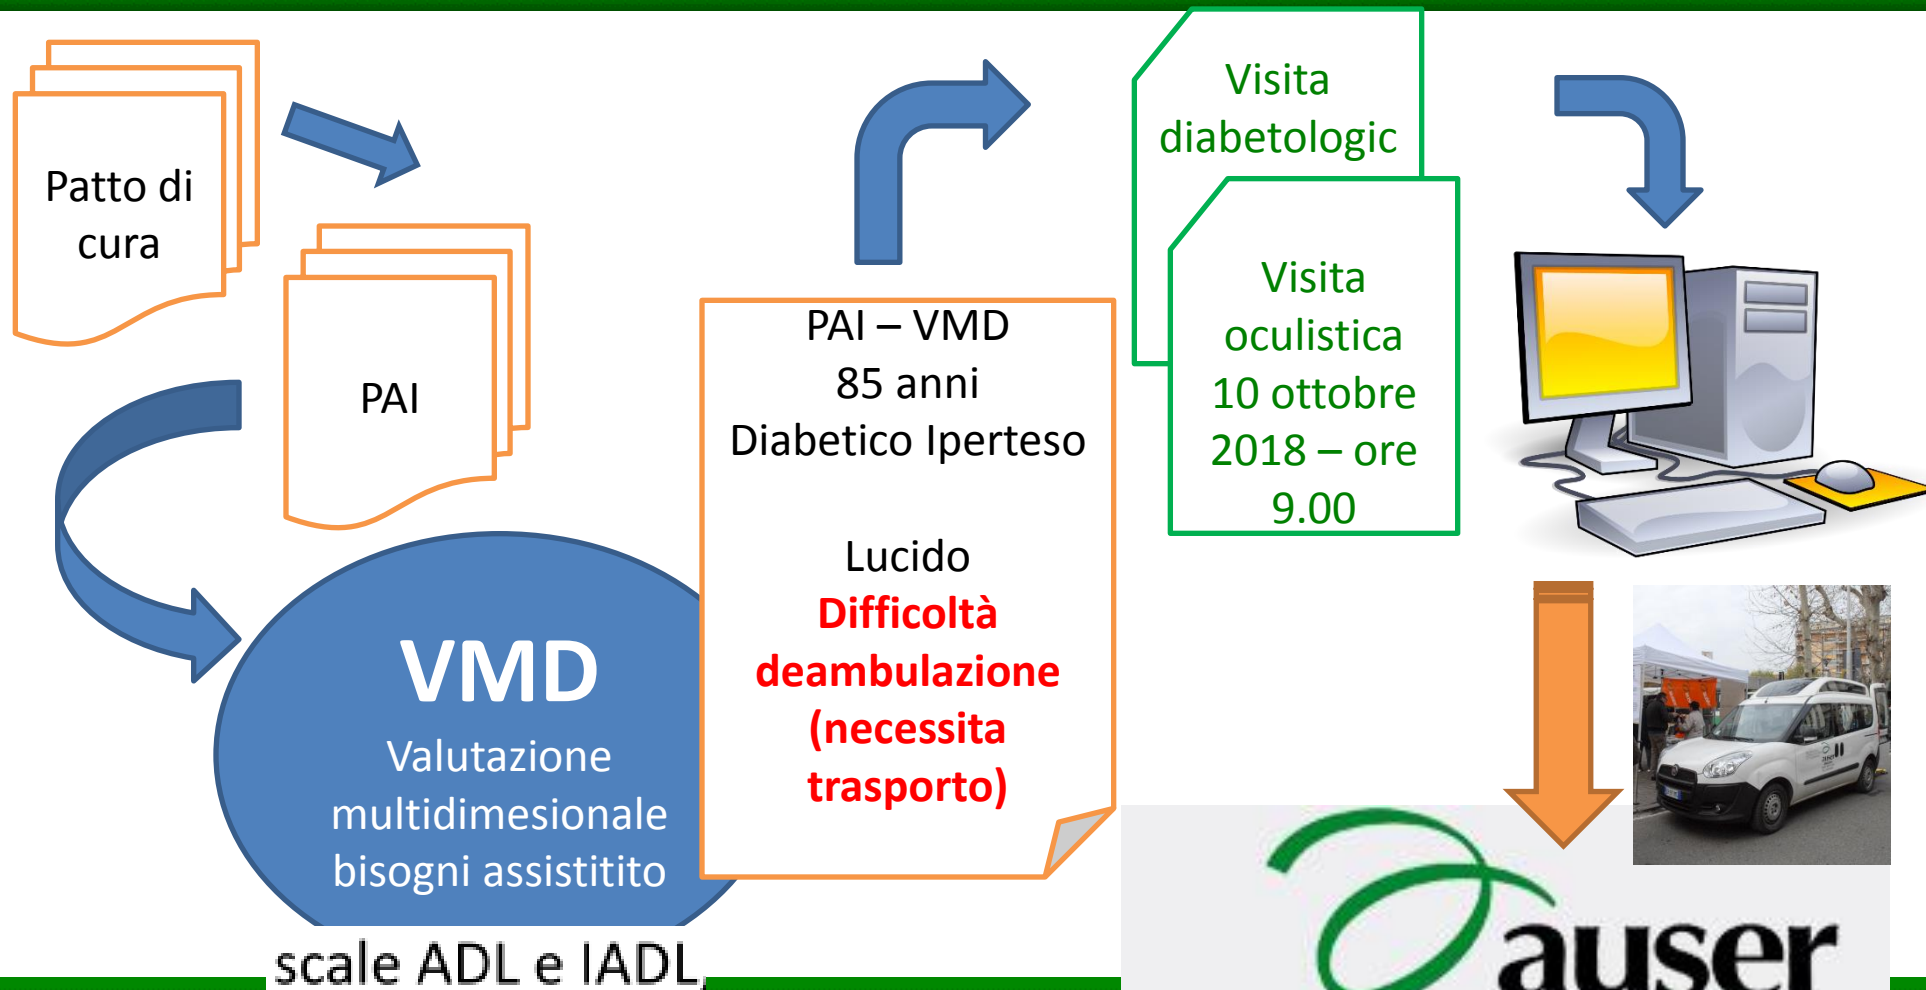 Patto di
cura
PAI
VMD
Valutazione
multidimesionale
bisogni assistitito
scale ADL e IADL,
PAI – VMD
85 anni
Diabetico Iperteso
Lucido
Difficoltà
deambulazione
(necessita
trasporto)
Visita
diabetologic
Visita
oculistica
10 ottobre
2018 – ore
9.00
auser